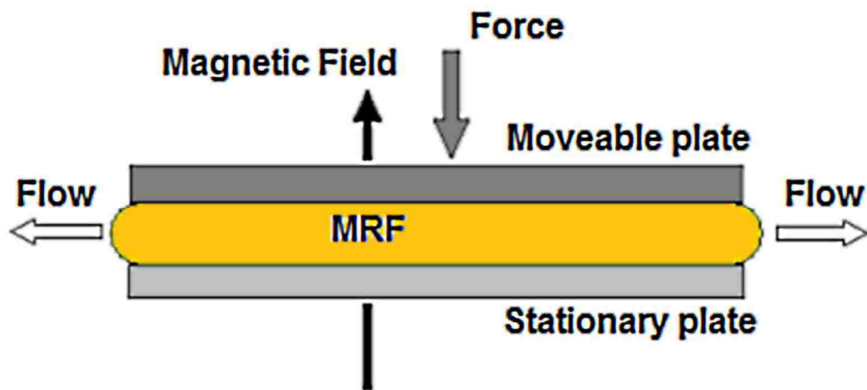 Force
Magnetic Field
Moveable plate
Flow
Flow
MRF
Stationary plate